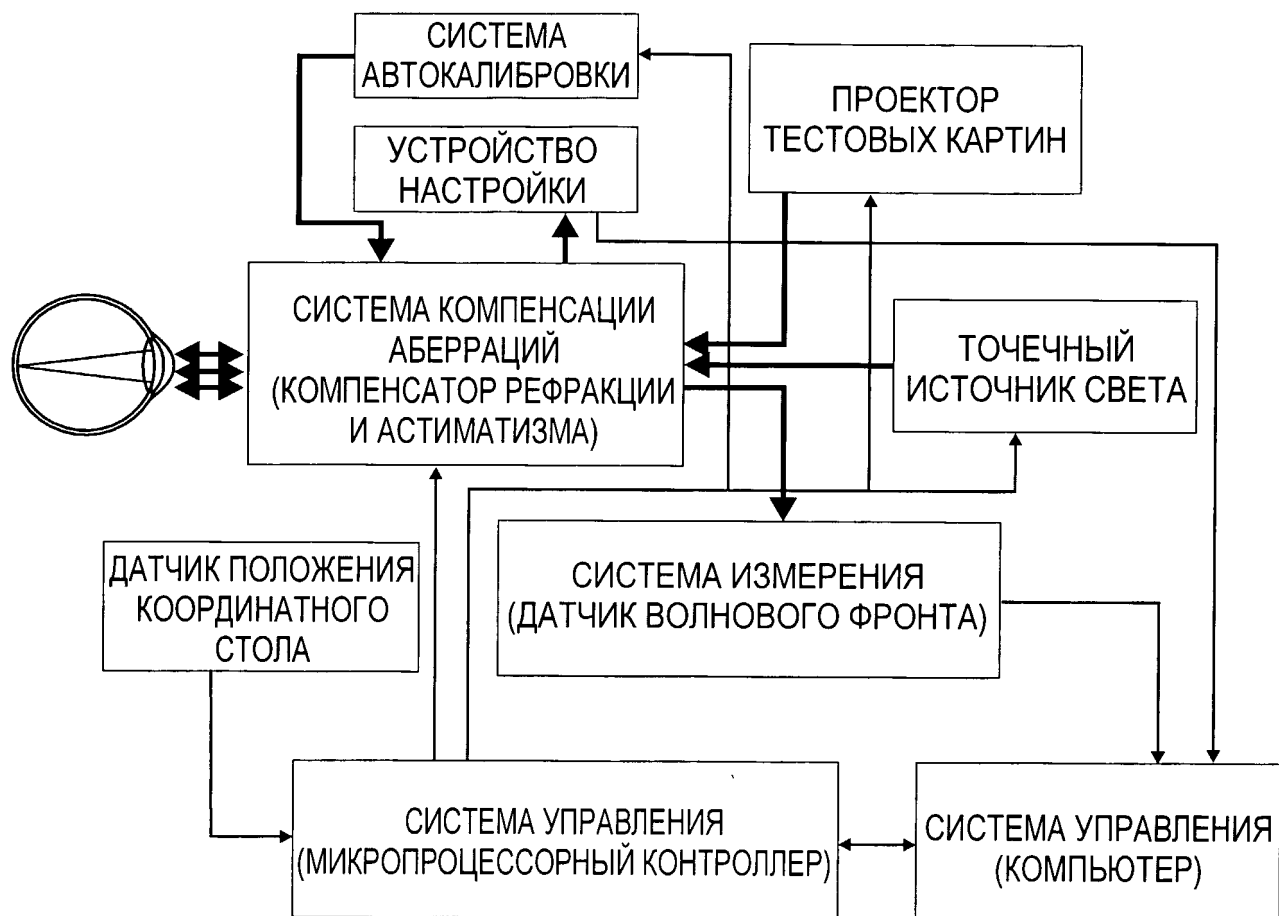 СИСТЕМА
АВТОКАЛИБРОВКИ
ПРОЕКТОР
ТЕСТОВЫХ КАРТИН
УСТРОЙСТВО
НАСТРОЙКИ
СИСТЕМА КОМПЕНСАЦИИ
АБЕРРАЦИЙ
(КОМПЕНСАТОР РЕФРАКЦИИ
И АСТИМАТИЗМА)
ТОЧЕЧНЫЙ
ИСТОЧНИК СВЕТА
ДАТЧИК ПОЛОЖЕНИЯ
КООРДИНАТНОГО
СТОЛА
СИСТЕМА ИЗМЕРЕНИЯ
(ДАТЧИК ВОЛНОВОГО ФРОНТА)
СИСТЕМА УПРАВЛЕНИЯ
(МИКРОПРОЦЕССОРНЫЙ КОНТРОЛЛЕР)
СИСТЕМА УПРАВЛЕНИЯ
(КОМПЬЮТЕР)